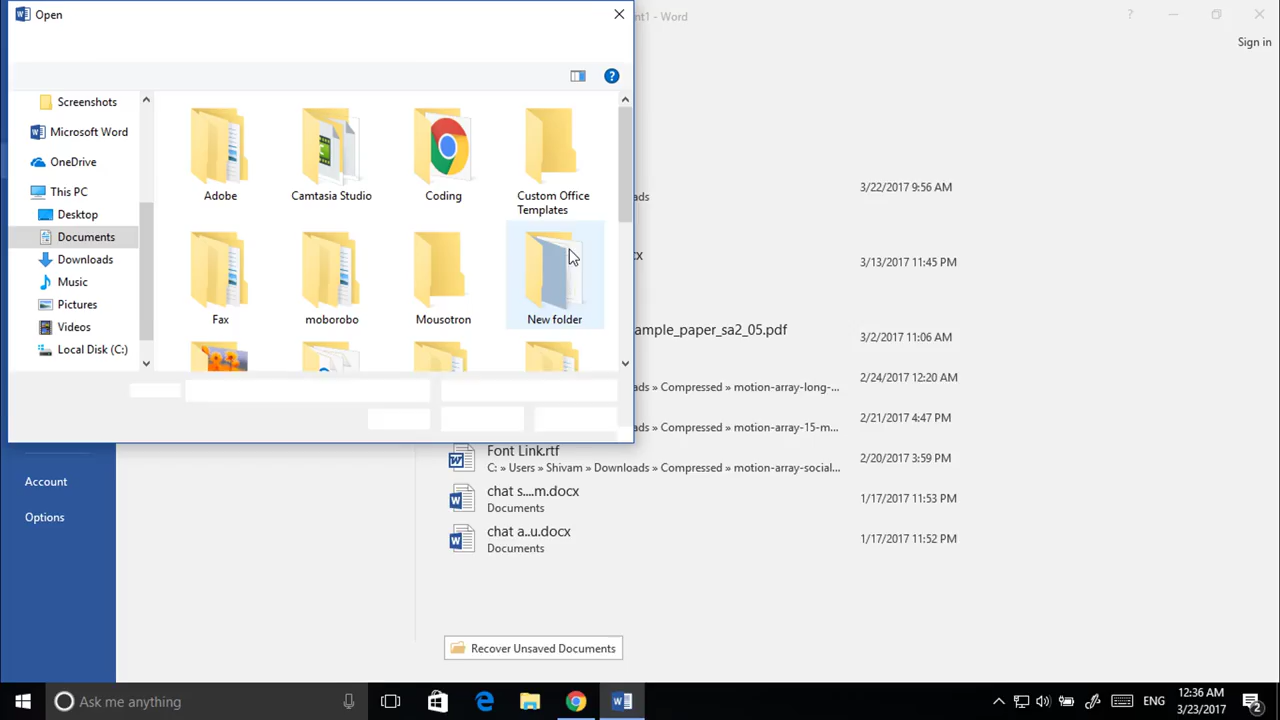 Open
nt1 - Word
Sign in
Screenshots
Microsoft Word
OneDrive
This PC
Desktop
Documents
Downloads
Music
Pictures
Videos
Local Disk (C:)
Adobe
Camtasia Studio
Coding
Custom Office
Templates
Fax
moborobo
Mousotron
New folder
ads
3/22/2017 9:56 AM
cx
3/13/2017 11:45 PM
ample_paper_sa2_05.pdf
3/2/2017 11:06 AM
ads » Compressed » motion-array-long-...
2/24/2017 12:20 AM
ads » Compressed » motion-array-15-m...
2/21/2017 4:47 PM
Font Link.rtf
C: » Users » Shivam » Downloads » Compressed » motion-array-social...
2/20/2017 3:59 PM
chat s....m.docx
Documents
1/17/2017 11:53 PM
chat a..u.docx
Documents
1/17/2017 11:52 PM
Account
Options
Recover Unsaved Documents
Ask me anything
ENG
12:36 AM
3/23/2017
2